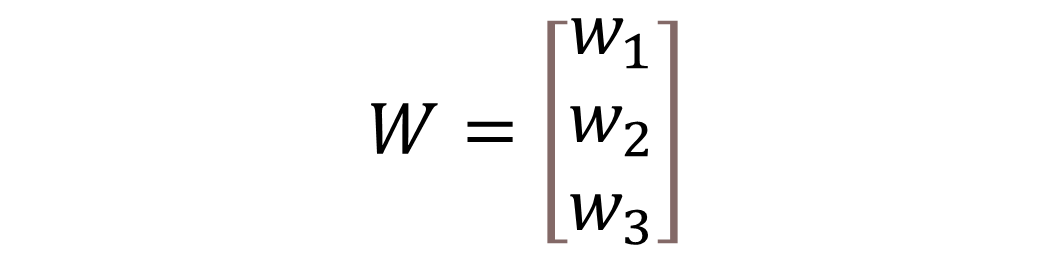 W = [w₁
w₂
w₃]